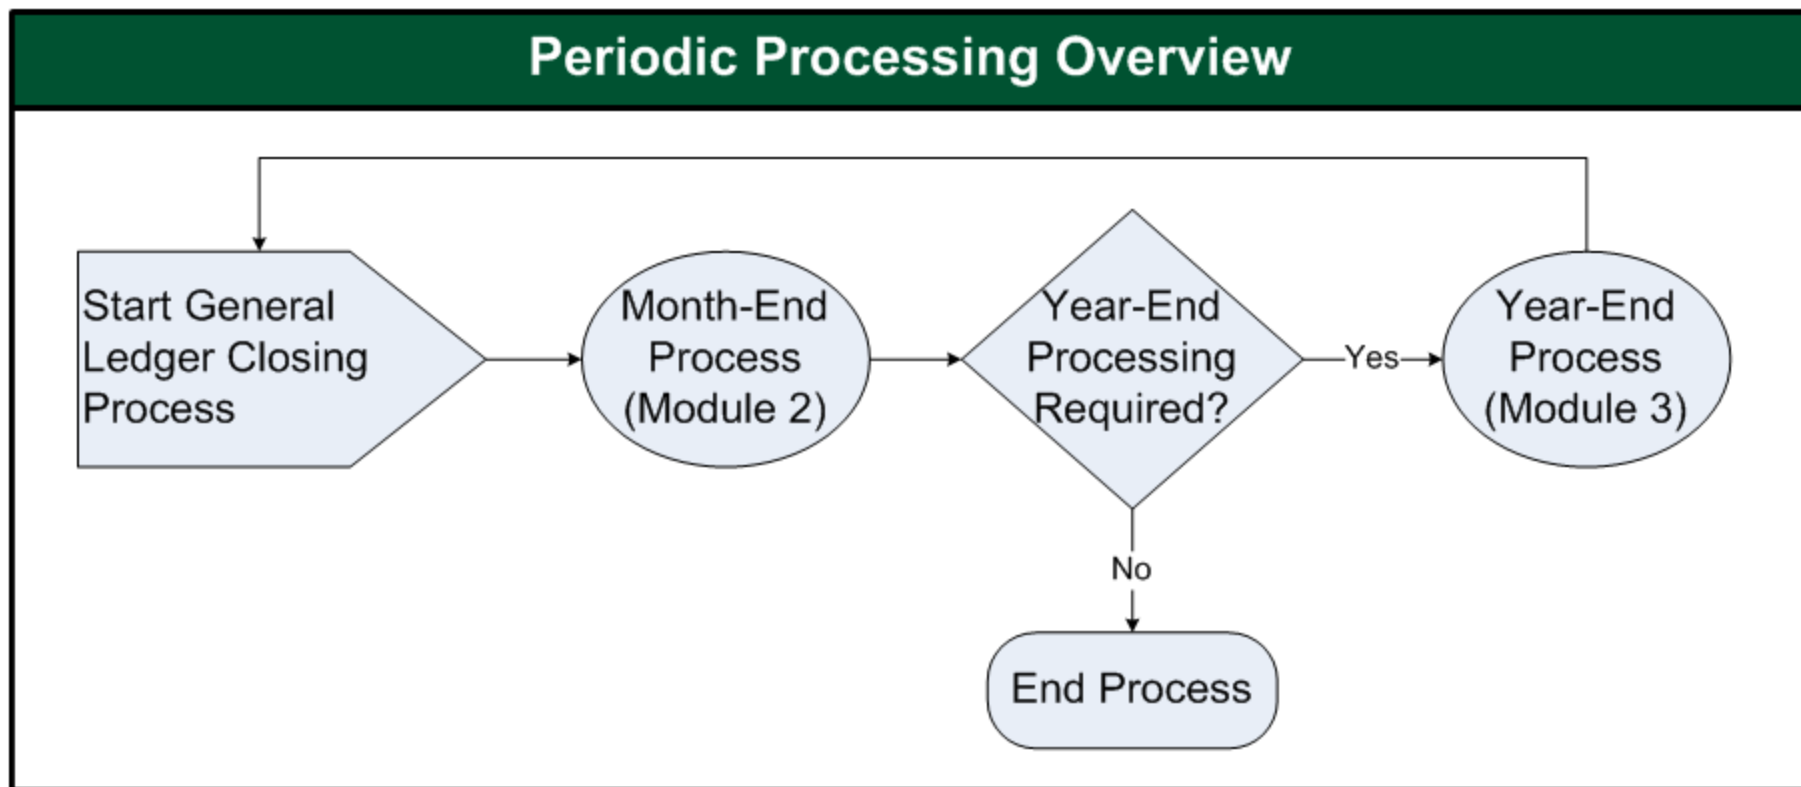 Periodic Processing Overview
Start General
Ledger Closing
Process
Month-End
Process
(Module 2)
Year-End
Processing
Required?
Yes
Year-End
Process
(Module 3)
No
End Process